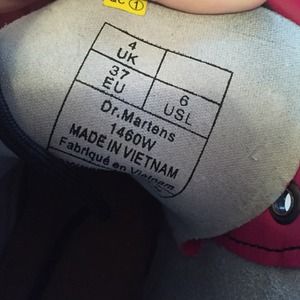 4
UK
37
EU
6
USL
Dr.Martens
1460W
MADE IN VIETNAM
Fabriqué en Vietnam